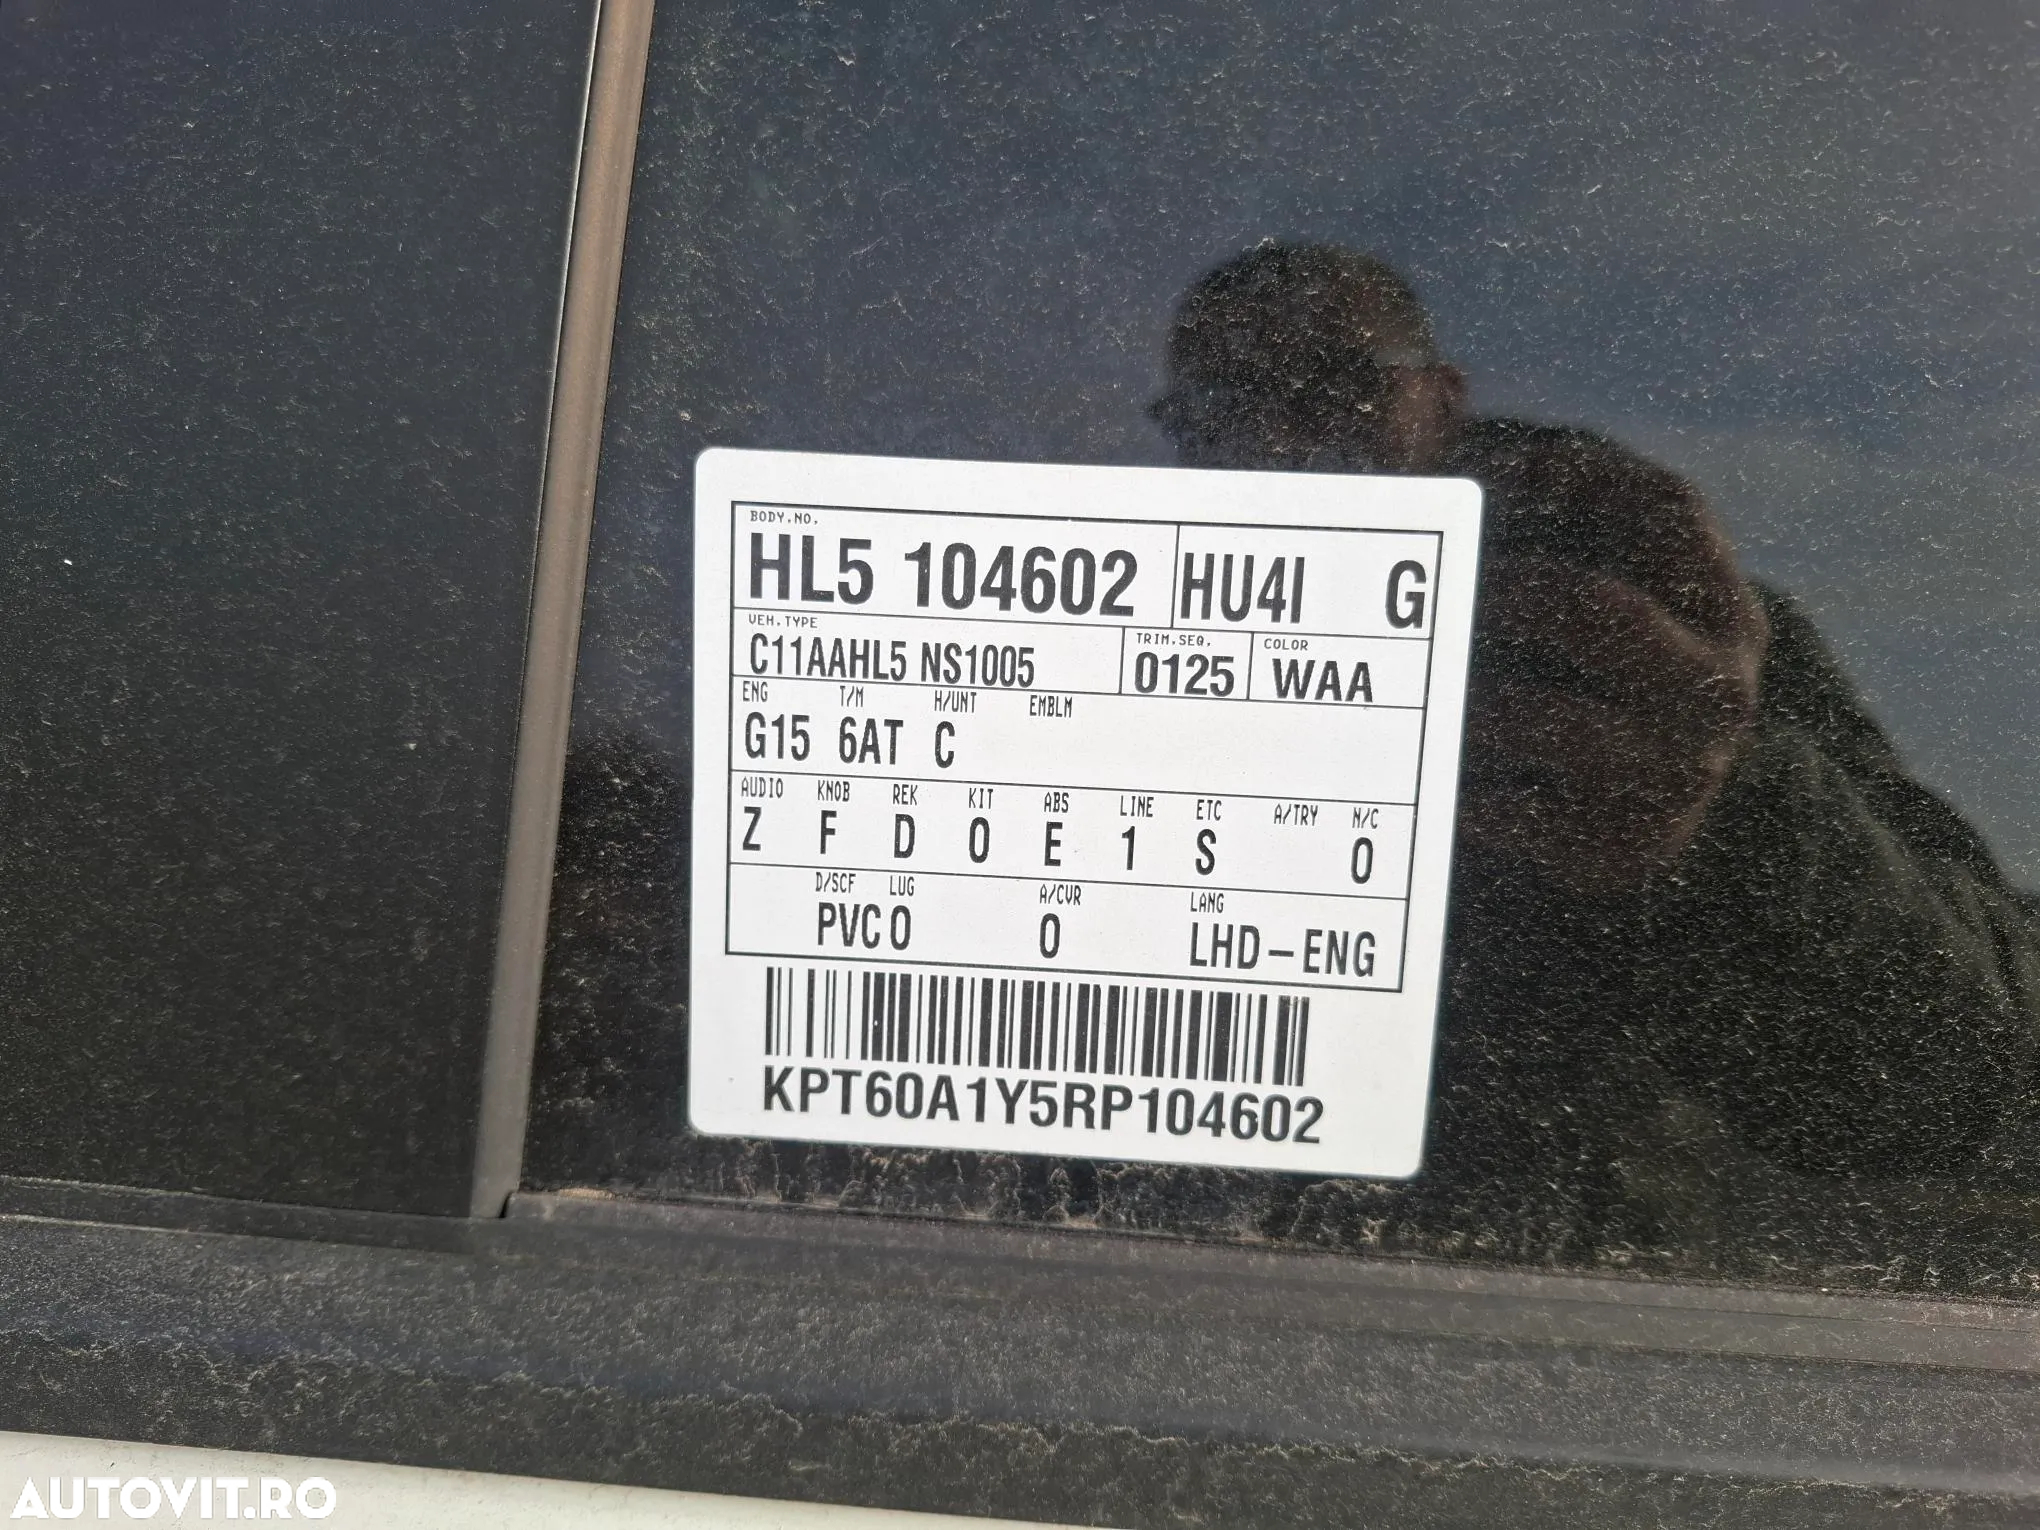 BODY.NO.
HL5 104602 HU4I G
VEH.TYPE TRIM.SEQ. COLOR
C11AAHL5 NS1005 0125 WAA
ENG T/M H/UNT EMBLM
G15 6AT C
AUDIO KNOB REK KIT ABS LINE ETC A/TRY N/C
Z F D 0 E 1 S 0
D/SCF LUG A/CVR LANG
PVC 0 0 LHD-ENG
KPT60A1Y5RP104602
AUTOVIT.RO